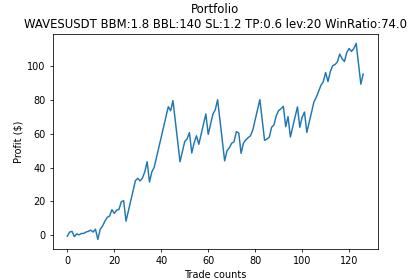 Portfolio
WAVESUSDT BBM:1.8 BBL:140 SL:1.2 TP:0.6 lev:20 WinRatio:74.0
100
80
60
40
20
0
Profit ($)
0 20 40 60 80 100 120
Trade counts